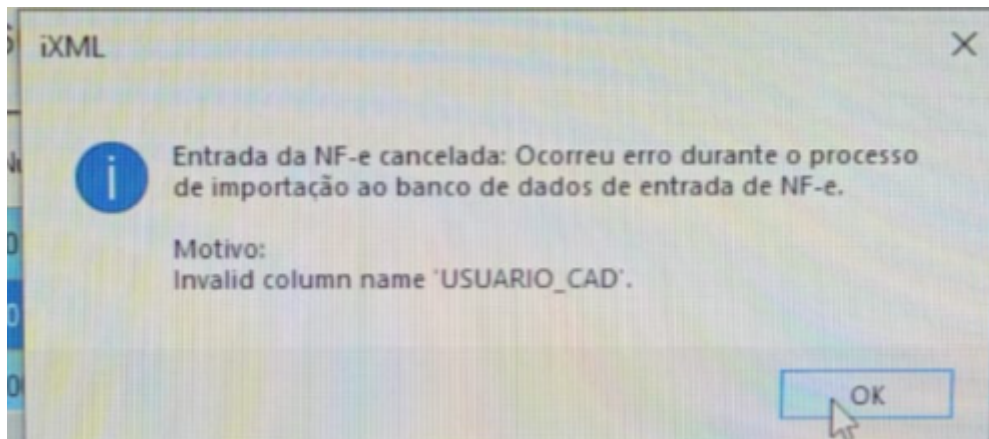 iXML
Entrada da NF-e cancelada: Ocorreu erro durante o processo
de importação ao banco de dados de entrada de NF-e.
Motivo:
Invalid column name 'USUARIO_CAD'.
OK